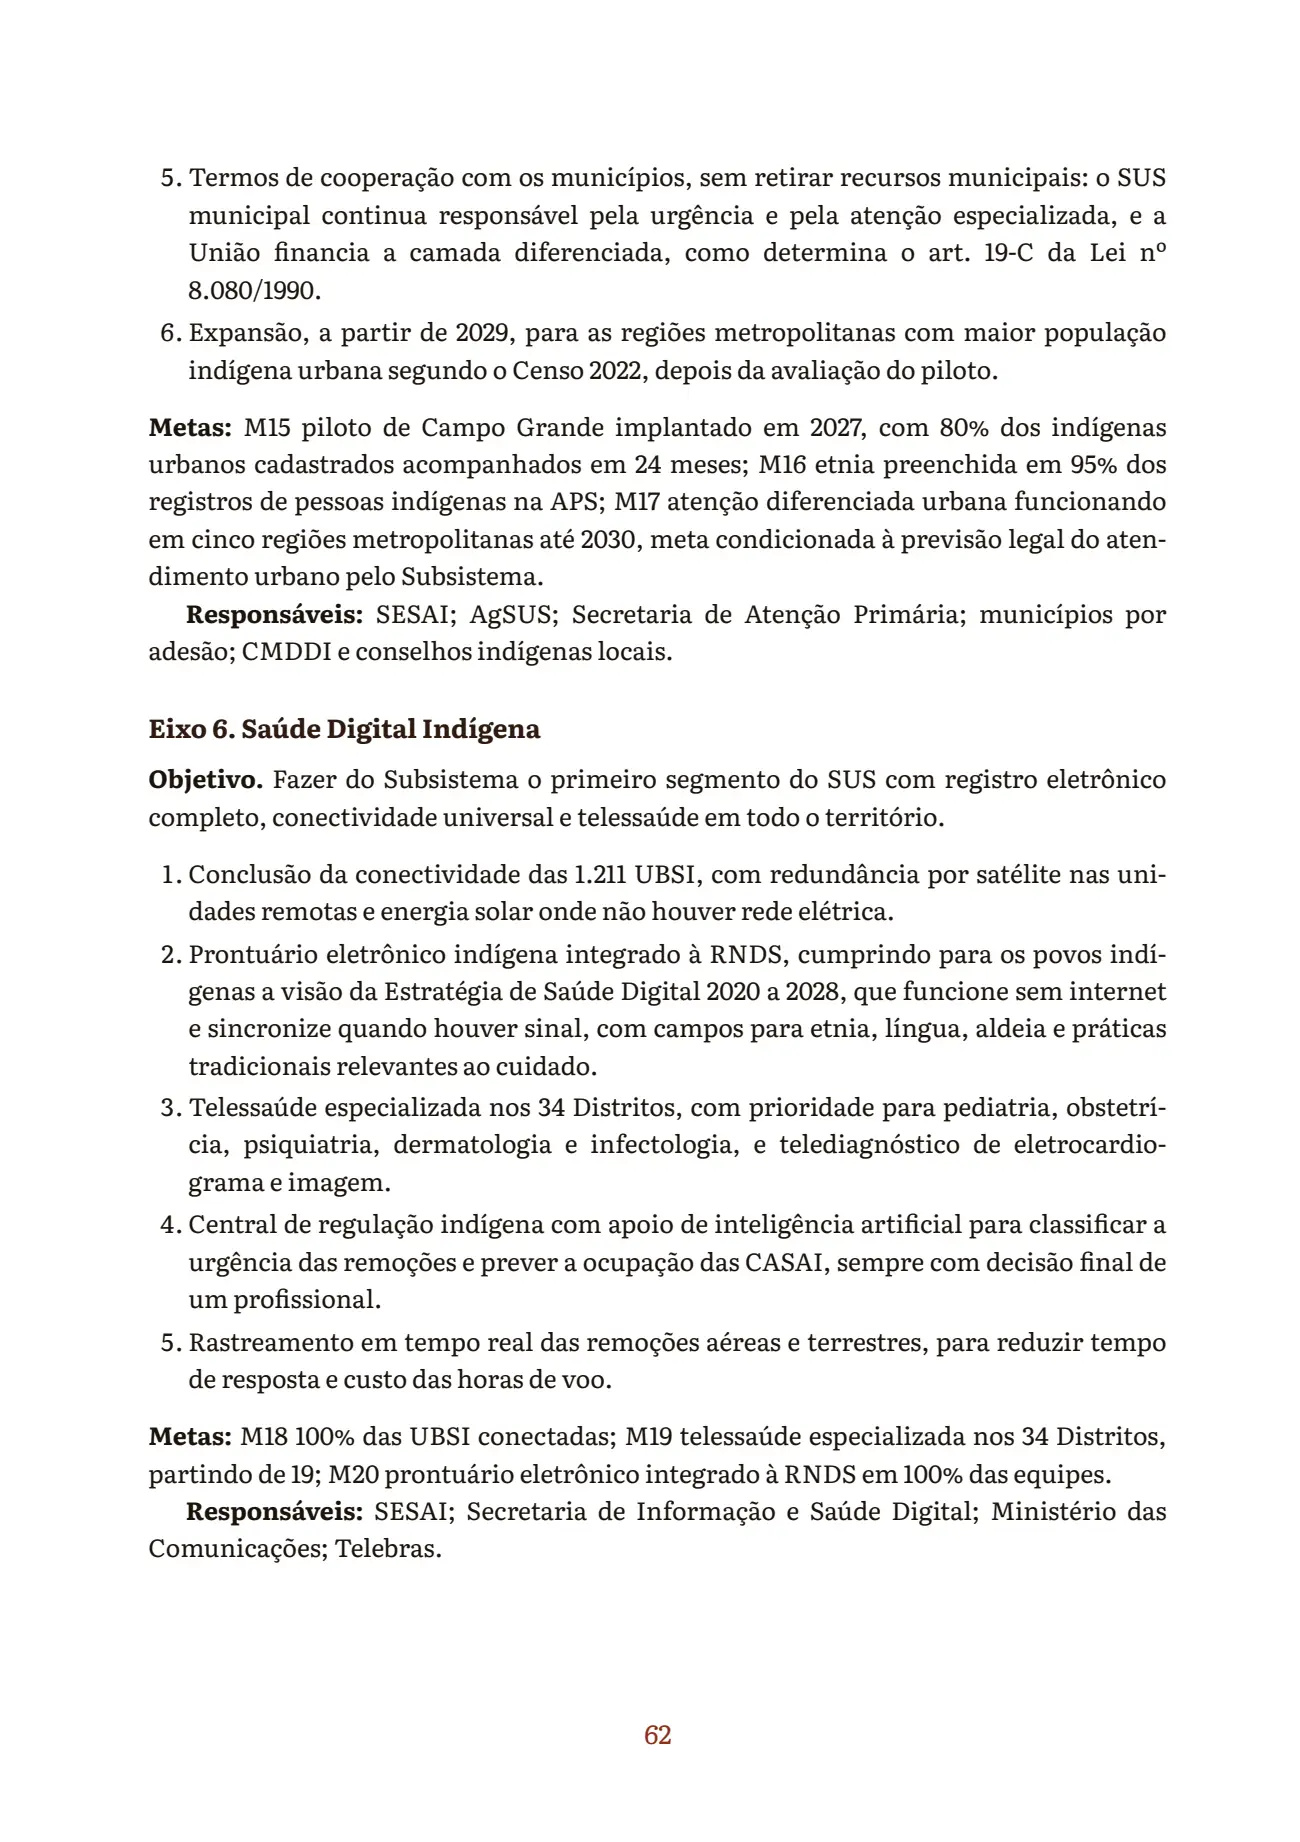 5. Termos de cooperação com os municípios, sem retirar recursos municipais: o SUS
municipal continua responsável pela urgência e pela atenção especializada, e a
União financia a camada diferenciada, como determina o art. 19-C da Lei nº
8.080/1990.
6. Expansão, a partir de 2029, para as regiões metropolitanas com maior população
indígena urbana segundo o Censo 2022, depois da avaliação do piloto.
Metas: M15 piloto de Campo Grande implantado em 2027, com 80% dos indígenas
urbanos cadastrados acompanhados em 24 meses; M16 etnia preenchida em 95% dos
registros de pessoas indígenas na APS; M17 atenção diferenciada urbana funcionando
em cinco regiões metropolitanas até 2030, meta condicionada à previsão legal do aten-
dimento urbano pelo Subsistema.
Responsáveis: SESAI; AgSUS; Secretaria de Atenção Primária; municípios por
adesão; CMDDI e conselhos indígenas locais.
Eixo 6. Saúde Digital Indígena
Objetivo. Fazer do Subsistema o primeiro segmento do SUS com registro eletrônico
completo, conectividade universal e telessaúde em todo o território.
1. Conclusão da conectividade das 1.211 UBSI, com redundância por satélite nas uni-
dades remotas e energia solar onde não houver rede elétrica.
2. Prontuário eletrônico indígena integrado à RNDS, cumprindo para os povos indí-
genas a visão da Estratégia de Saúde Digital 2020 a 2028, que funcione sem internet
e sincronize quando houver sinal, com campos para etnia, língua, aldeia e práticas
tradicionais relevantes ao cuidado.
3. Telessaúde especializada nos 34 Distritos, com prioridade para pediatria, obstetrí-
cia, psiquiatria, dermatologia e infectologia, e telediagnóstico de eletrocardio-
grama e imagem.
4. Central de regulação indígena com apoio de inteligência artificial para classificar a
urgência das remoções e prever a ocupação das CASAI, sempre com decisão final de
um profissional.
5. Rastreamento em tempo real das remoções aéreas e terrestres, para reduzir tempo
de resposta e custo das horas de voo.
Metas: M18 100% das UBSI conectadas; M19 telessaúde especializada nos 34 Distritos,
partindo de 19; M20 prontuário eletrônico integrado à RNDS em 100% das equipes.
Responsáveis: SESAI; Secretaria de Informação e Saúde Digital; Ministério das
Comunicações; Telebras.
62